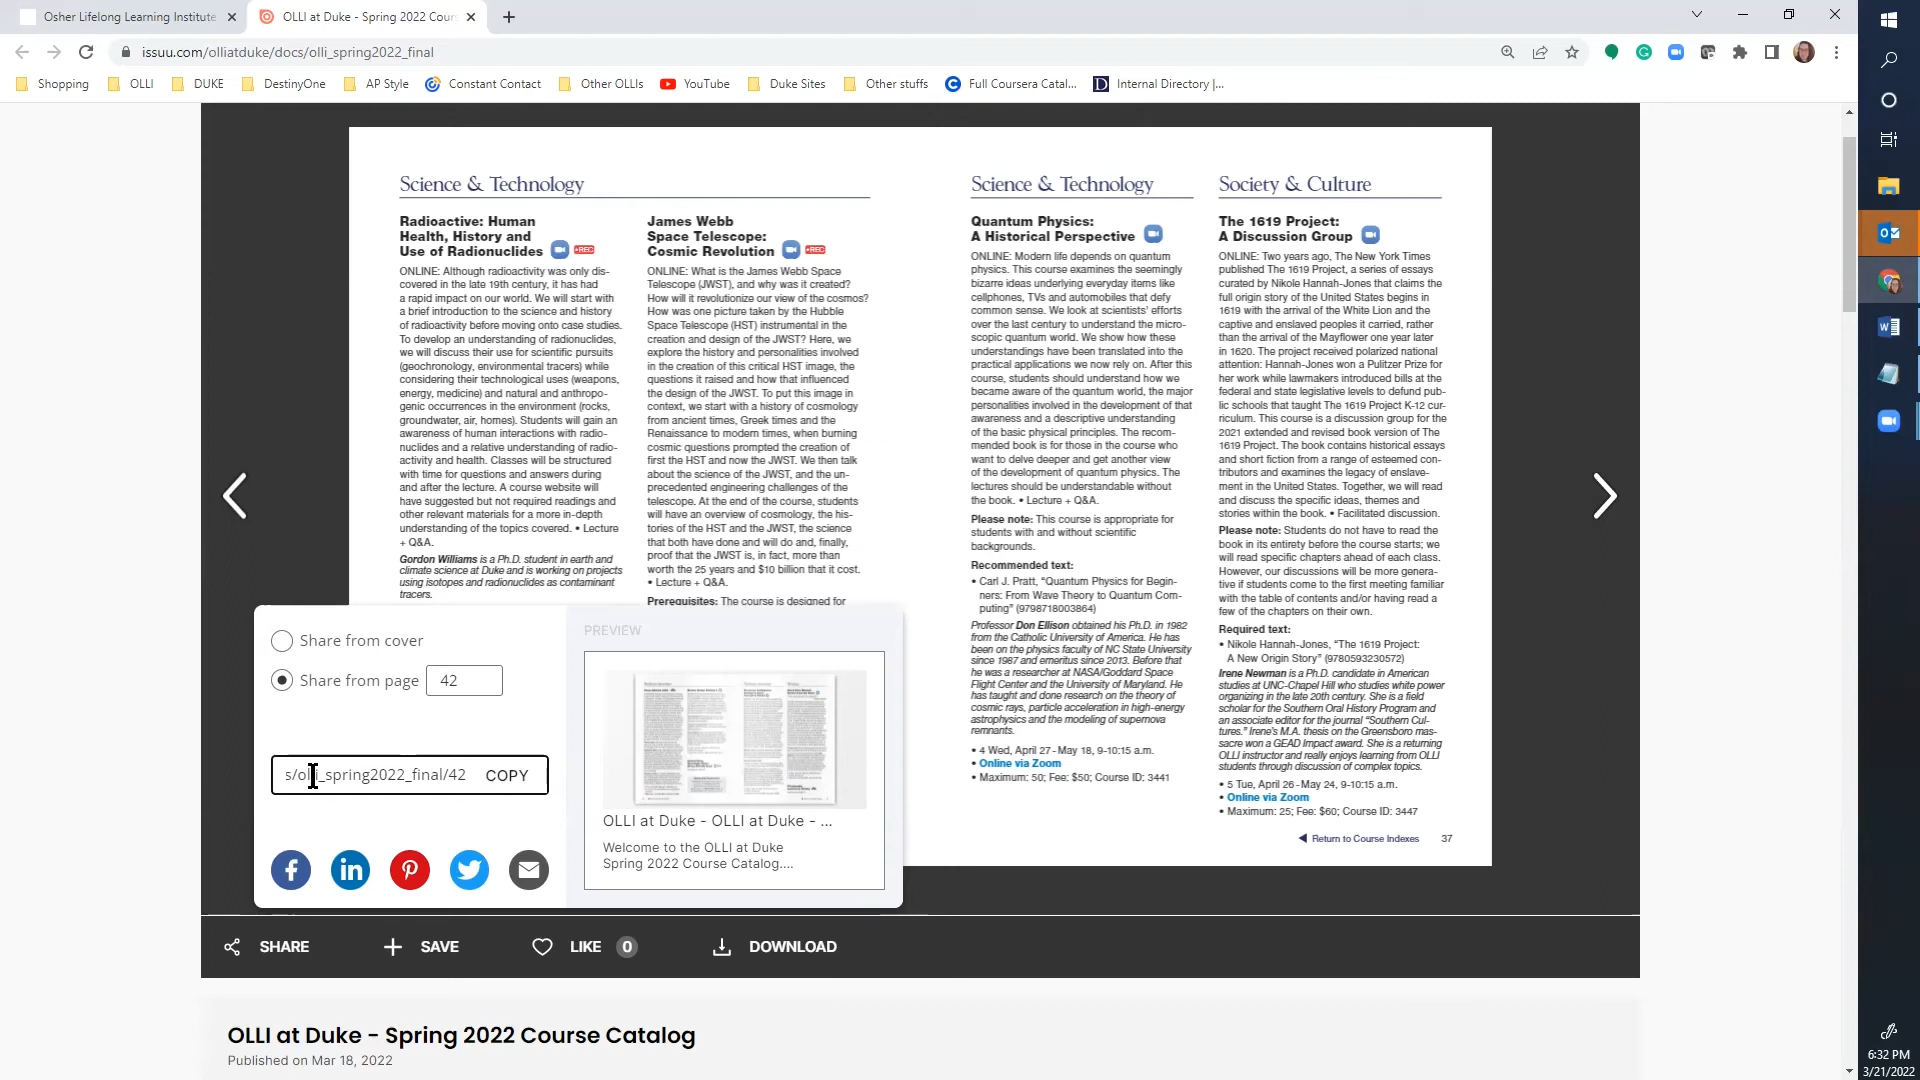 Osher Lifelong Learning Institute
OLLI at Duke - Spring 2022 Cour
issuu.com/olliatduke/docs/olli_spring2022_final
Shopping
OLLI
DUKE
DestinyOne
AP Style
Constant Contact
Other OLLIs
YouTube
Duke Sites
Other stuffs
Full Coursera Catal...
Internal Directory |...
Science & Technology
Radioactive: Human
Health, History and
Use of Radionuclides
REC
ONLINE: Although radioactivity was only dis-
covered in the late 19th century, it has had
a rapid impact on our world. We will start with
a brief introduction to the science and history
of radioactivity before moving onto case studies.
To develop an understanding of radionuclides,
we will discuss their use for scientific pursuits
(geochronology, environmental tracers) while
considering their technological uses (weapons,
energy, medicine) and natural and anthropo-
genic occurrences in the environment (rocks,
groundwater, air, homes). Students will gain an
awareness of human interactions with radio-
nuclides and a relative understanding of radio-
activity and health. Classes will be structured
with time for questions and answers during
and after the lecture. A course website will
have suggested but not required readings and
other relevant materials for a more in-depth
understanding of the topics covered. • Lecture
+ Q&A.
Gordon Williams is a Ph.D. student in earth and
climate science at Duke and is working on projects
using isotopes and radionuclides as contaminant
tracers.
James Webb
Space Telescope:
Cosmic Revolution
REC
ONLINE: What is the James Webb Space
Telescope (JWST), and why was it created?
How will it revolutionize our view of the cosmos?
How was one picture taken by the Hubble
Space Telescope (HST) instrumental in the
creation and design of the JWST? Here, we
explore the history and personalities involved
in the creation of this critical HST image, the
questions it raised and how that influenced
the design of the JWST. To put this image in
context, we start with a history of cosmology
from ancient times, Greek times and the
Renaissance to modern times, when burning
cosmic questions prompted the creation of
first the HST and now the JWST. We then talk
about the science of the JWST, and the un-
precedented engineering challenges of the
telescope. At the end of the course, students
will have an overview of cosmology, the his-
tories of the HST and the JWST, the science
that both have done and will do and, finally,
proof that the JWST is, in fact, more than
worth the 25 years and $10 billion that it cost.
• Lecture + Q&A.
Prerequisites: The course is designed for
Science & Technology
Quantum Physics:
A Historical Perspective
ONLINE: Modern life depends on quantum
physics. This course examines the seemingly
bizarre ideas underlying everyday items like
cellphones, TVs and automobiles that defy
common sense. We look at scientists' efforts
over the last century to understand the micro-
scopic quantum world. We show how these
understandings have been translated into the
practical applications we now rely on. After this
course, students should understand how we
became aware of the quantum world, the major
personalities involved in the development of that
awareness and a descriptive understanding
of the basic physical principles. The recom-
mended book is for those in the course who
want to delve deeper and get another view
of the development of quantum physics. The
lectures should be understandable without
the book. • Lecture + Q&A.
Please note: This course is appropriate for
students with and without scientific
backgrounds.
Recommended text:
• Carl J. Pratt, "Quantum Physics for Begin-
ners: From Wave Theory to Quantum Com-
puting" (9798718003864)
Professor Don Ellison obtained his Ph.D. in 1982
from the Catholic University of America. He has
been on the physics faculty of NC State University
since 1987 and emeritus since 2013. Before that
he was a researcher at NASA/Goddard Space
Flight Center and the University of Maryland. He
has taught and done research on the theory of
cosmic rays, particle acceleration in high-energy
astrophysics and the modeling of supernova
remnants.
• 4 Wed, April 27 - May 18, 9-10:15 a.m.
• Online via Zoom
• Maximum: 50; Fee: $50; Course ID: 3441
Society & Culture
The 1619 Project:
A Discussion Group
ONLINE: Two years ago, The New York Times
published The 1619 Project, a series of essays
curated by Nikole Hannah-Jones that claims the
full origin story of the United States begins in
1619 with the arrival of the White Lion and the
captive and enslaved peoples it carried, rather
than the arrival of the Mayflower one year later
in 1620. The project received polarized national
attention: Hannah-Jones won a Pulitzer Prize for
her work while lawmakers introduced bills at the
federal and state legislative levels to defund pub-
lic schools that taught The 1619 Project K-12 cur-
riculum. This course is a discussion group for the
2021 extended and revised book version of The
1619 Project. The book contains historical essays
and short fiction from a range of esteemed con-
tributors and examines the legacy of enslave-
ment in the United States. Together, we will read
and discuss the specific ideas, themes and
stories within the book. • Facilitated discussion.
Please note: Students do not have to read the
book in its entirety before the course starts; we
will read specific chapters ahead of each class.
However, our discussions will be more genera-
tive if students come to the first meeting familiar
with the table of contents and/or having read a
few of the chapters on their own.
Required text:
• Nikole Hannah-Jones, "The 1619 Project:
A New Origin Story" (9780593230572)
Irene Newman is a Ph.D. candidate in American
studies at UNC-Chapel Hill who studies white power
organizing in the late 20th century. She is a field
scholar for the Southern Oral History Program and
an associate editor for the journal "Southern Cul-
tures." Irene's M.A. thesis on the Greensboro mas-
sacre won a GEAD Impact award. She is a returning
OLLI instructor and really enjoys learning from OLLI
students through discussion of complex topics.
• 5 Tue, April 26 - May 24, 9-10:15 a.m.
• Online via Zoom
• Maximum: 25; Fee: $60; Course ID: 3447
Return to Course Indexes 37
Share from cover
Share from page 42
s/olli_spring2022_final/42 COPY
PREVIEW
OLLI at Duke - OLLI at Duke - ...
Welcome to the OLLI at Duke
Spring 2022 Course Catalog....
SHARE
SAVE
LIKE 0
DOWNLOAD
OLLI at Duke - Spring 2022 Course Catalog
Published on Mar 18, 2022
6:32 PM
3/21/2022